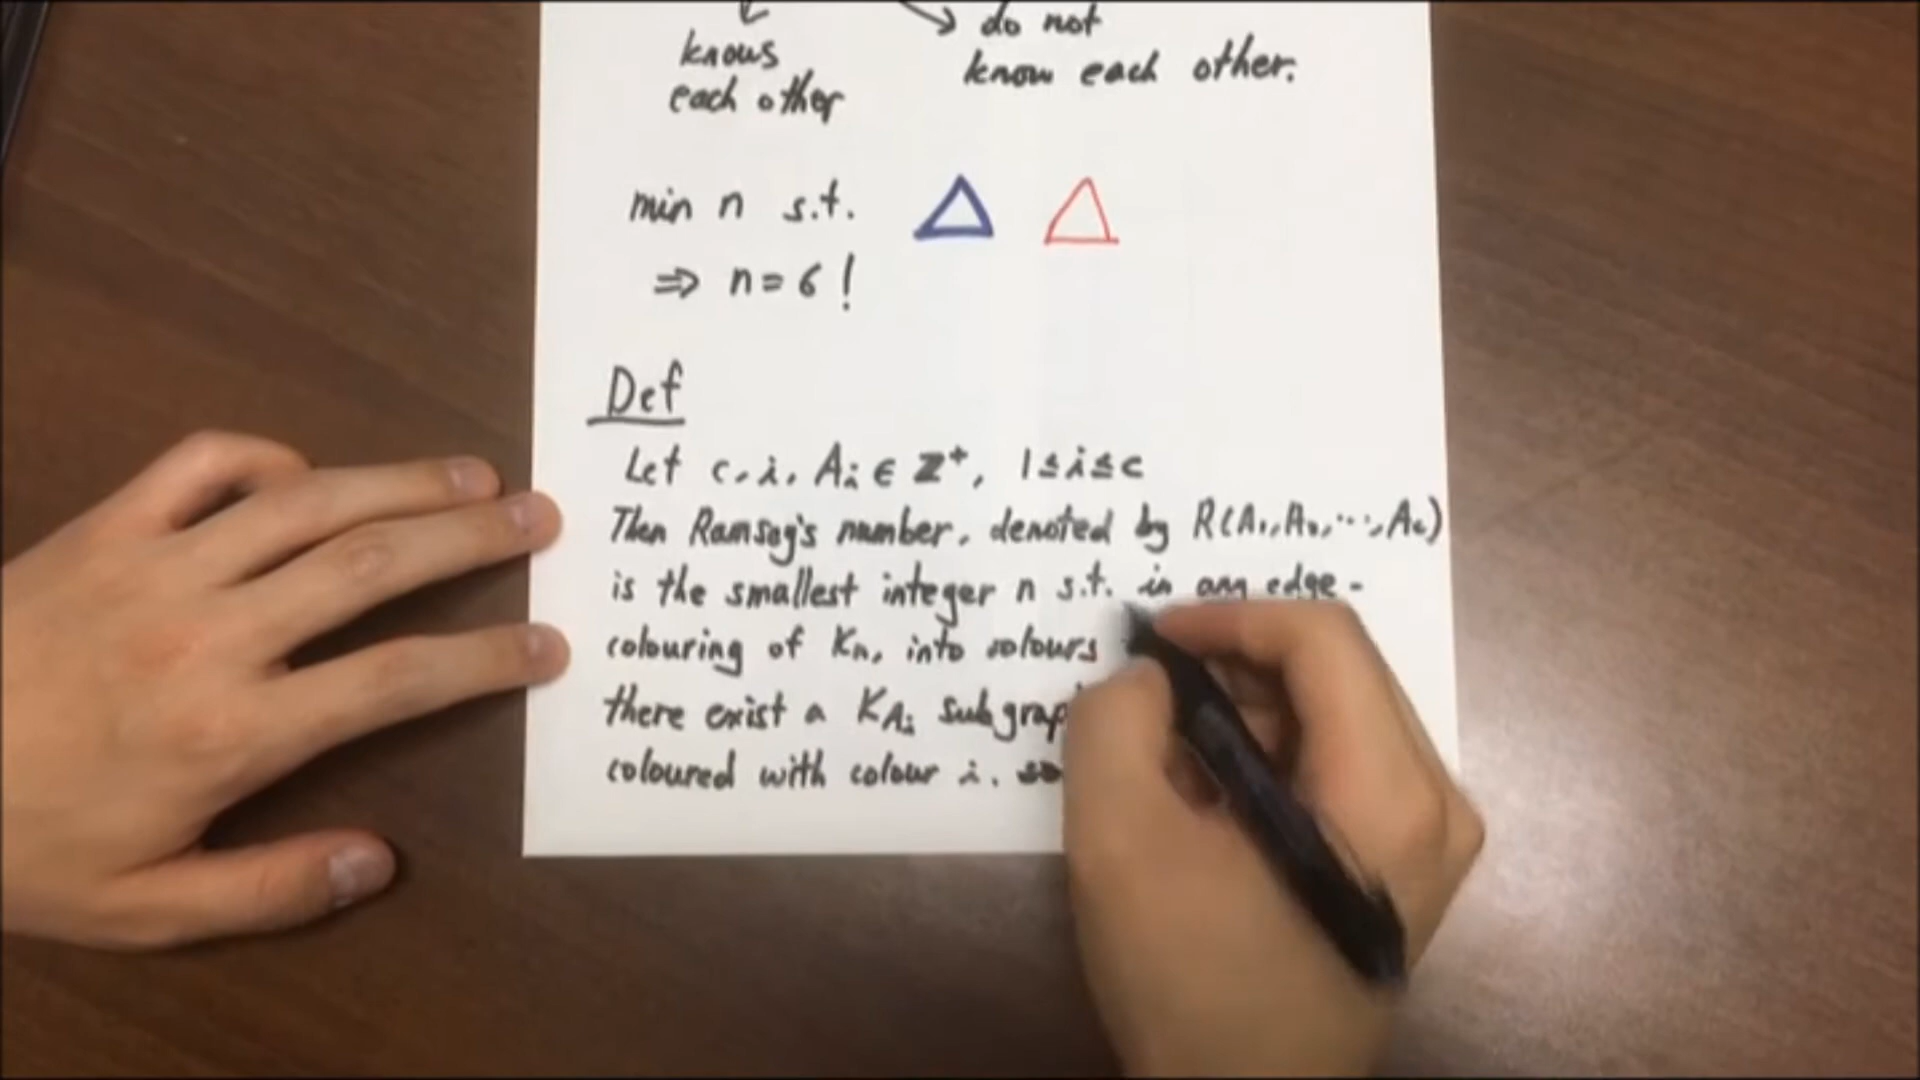 do not
knows
know each other.
each other
min n s.t.
⇒ n = 6 !
Def
Let c, i, Ai ∈ Z⁺, 1 ≤ i ≤ c
Then Ramsey's number, denoted by R(A₁, A₂, ⋯, Ac)
is the smallest integer n s.t. in any edge-
colouring of Kn, into colours
there exist a KAi subgrap
coloured with colour i.